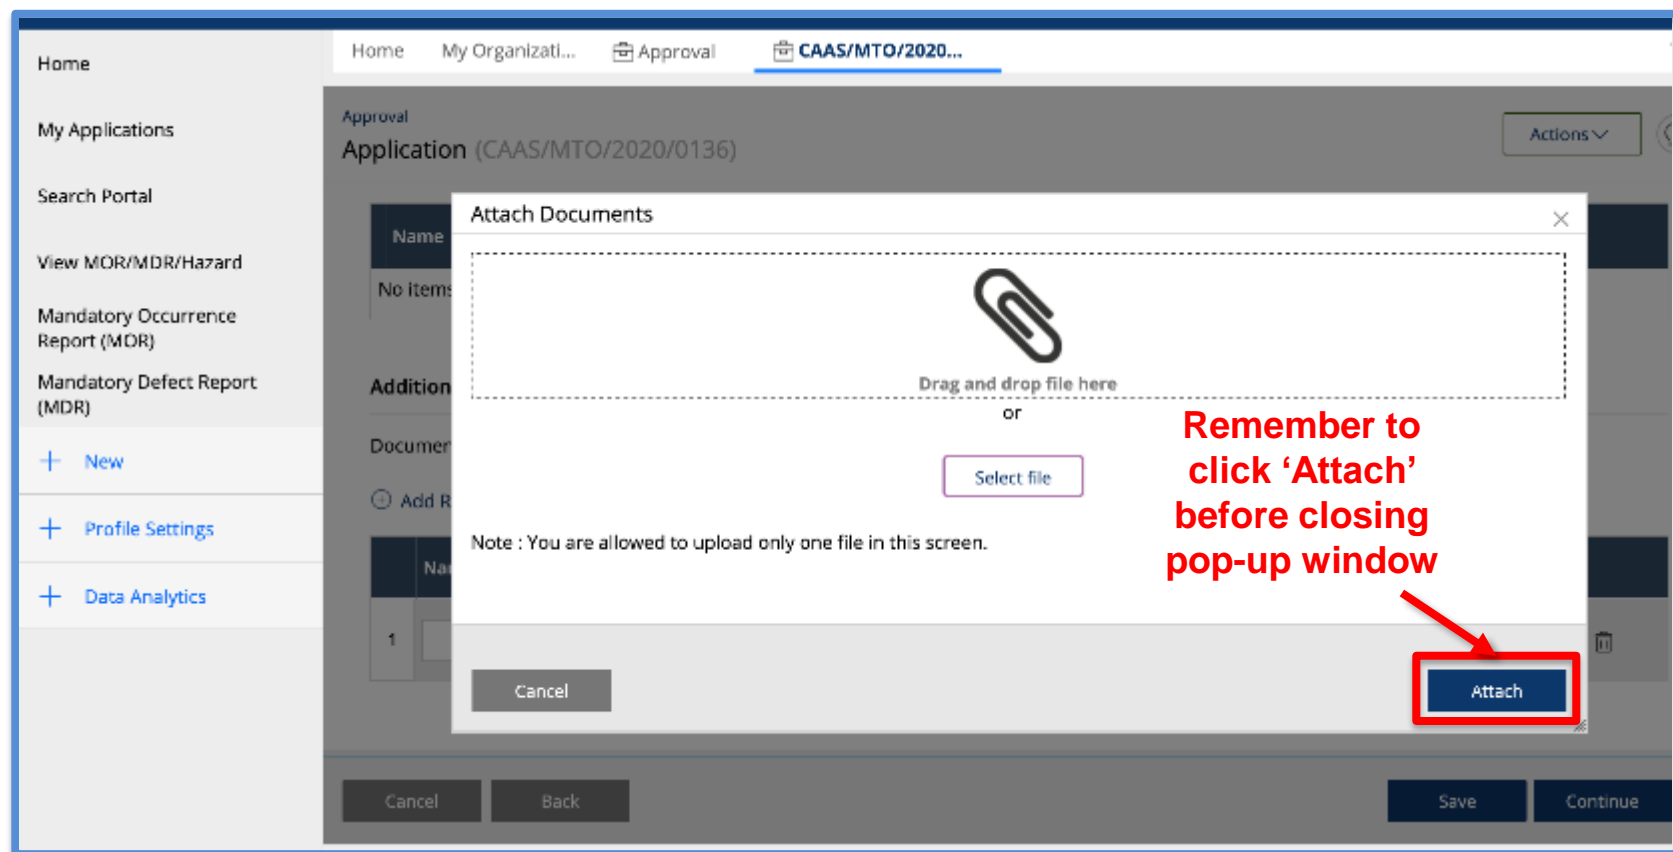 Home
My Applications
Search Portal
View MOR/MDR/Hazard
Mandatory Occurrence
Report (MOR)
Mandatory Defect Report
(MDR)
+ New
+ Profile Settings
+ Data Analytics
Home My Organizati... Approval CAAS/MTO/2020...
Approval
Application (CAAS/MTO/2020/0136)
Actions
Name
No items
Addition
Documen
Add R
Na
1
Attach Documents
Drag and drop file here
or
Select file
Note : You are allowed to upload only one file in this screen.
Remember to
click ‘Attach’
before closing
pop-up window
Cancel Attach
Cancel Back Save Continue